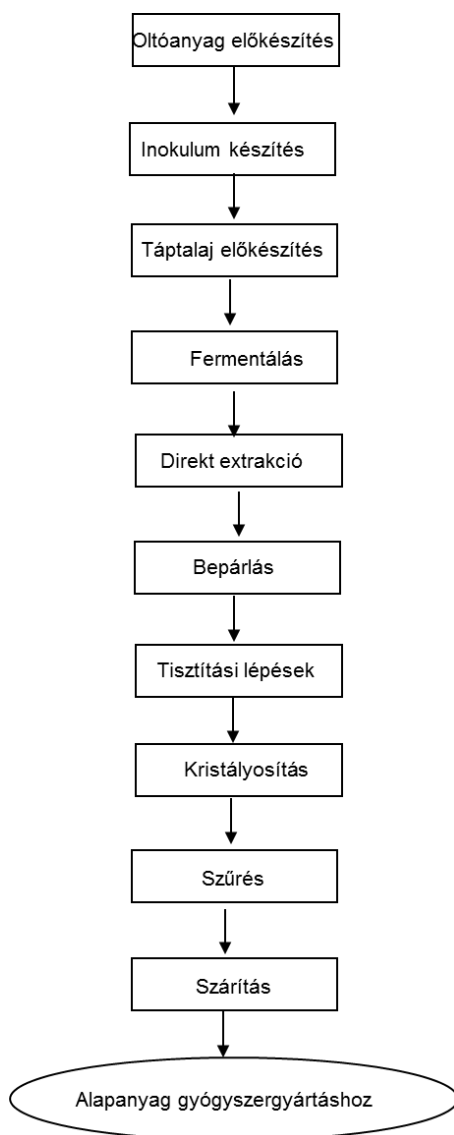 Oltóanyag előkészítés
Inokulum készítés
Táptalaj előkészítés
Fermentálás
Direkt extrakció
Bepárlás
Tisztítási lépések
Kristályosítás
Szűrés
Szárítás
Alapanyag gyógyszergyártáshoz